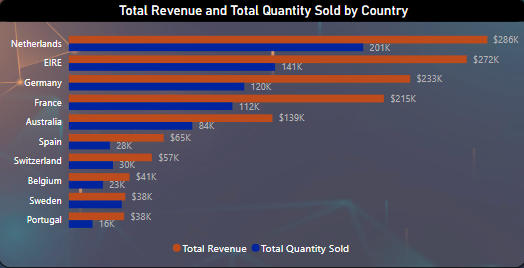 Total Revenue and Total Quantity Sold by Country
Netherlands $286K
201K
EIRE $272K
141K
Germany $233K
120K
France $215K
112K
Australia $139K
84K
Spain $65K
28K
Switzerland $57K
30K
Belgium $41K
23K
Sweden $38K
Portugal $38K
16K
Total Revenue Total Quantity Sold